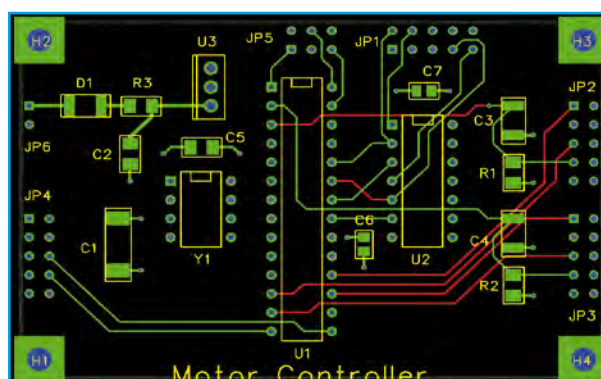 H2
U3
JP5
JP1
H3
D1
R3
C7
JP2
C3
JP6
C2
C5
R1
JP4
C1
Y1
C6
U2
C4
R2
JP3
H1
U1
H4
Motor Controller